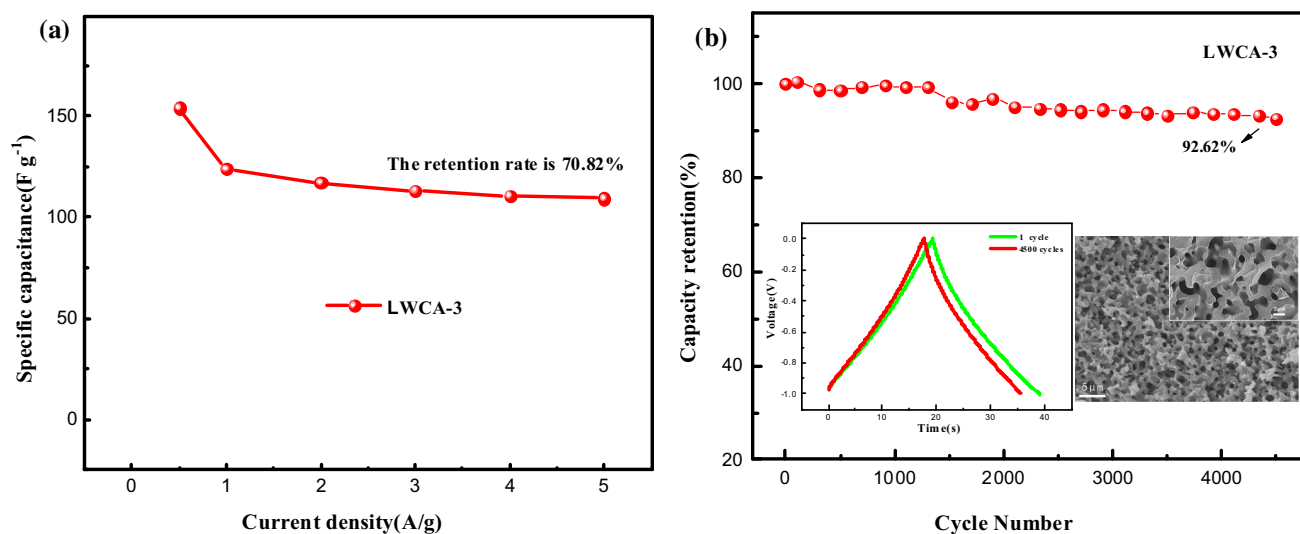 (a)
Specific capacitance(F g⁻¹)
150
100
50
0
The retention rate is 70.82%
LWCA-3
0 1 2 3 4 5
Current density(A/g)
(b)
Capacity retention(%)
100
80
60
40
20
LWCA-3
92.62%
Voltage(V)
0.0
-0.2
-0.4
-0.6
-0.8
-1.0
1 cycle
4500 cycles
0 10 20 30 40
Time(s)
5μm
0 1000 2000 3000 4000
Cycle Number